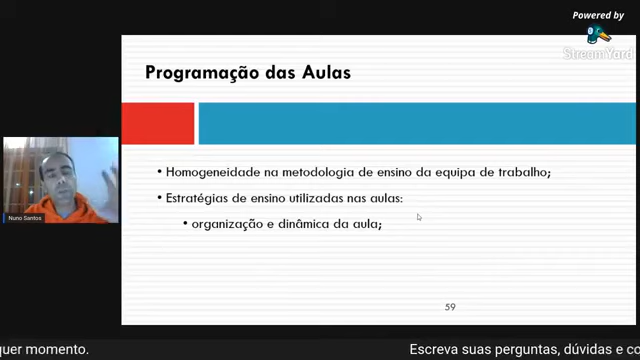 Powered by
StreamYard
Programação das Aulas
• Homogeneidade na metodologia de ensino da equipa de trabalho;
• Estratégias de ensino utilizadas nas aulas:
• organização e dinâmica da aula;
Nuno Santos
59
quer momento.
Escreva suas perguntas, dúvidas e co